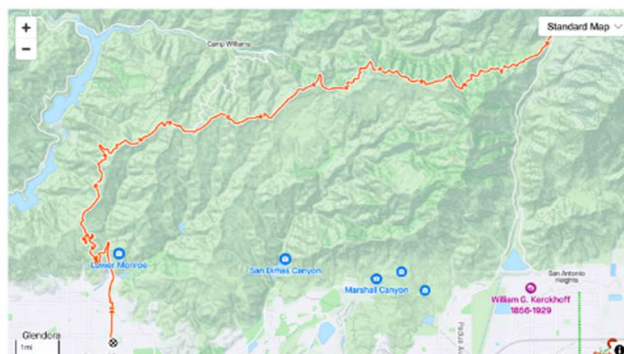 +
Standard Map
−
Camp Williams
Lower Monroe
San Dimas Canyon
Marshall Canyon
San Antonio
Heights
William G. Kerckhoff
1856-1929
Glendora
1mi